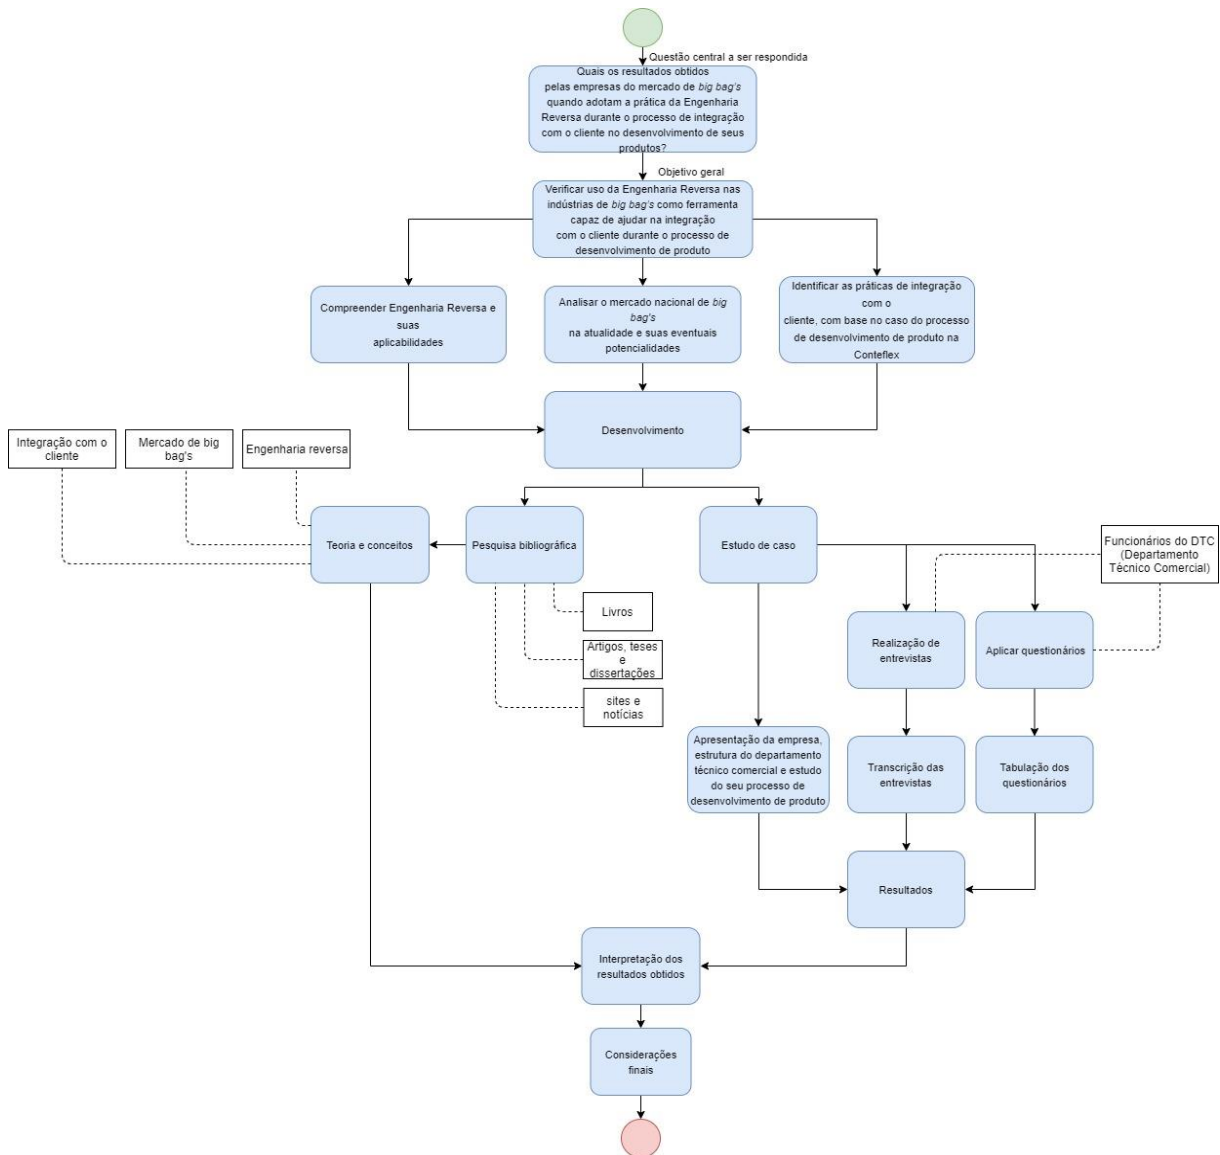 Questão central a ser respondida
Quais os resultados obtidos
pelas empresas do mercado de big bag's
quando adotam a prática da Engenharia
Reversa durante o processo de integração
com o cliente no desenvolvimento de seus
produtos?
Objetivo geral
Verificar uso da Engenharia Reversa nas
indústrias de big bag's como ferramenta
capaz de ajudar na integração
com o cliente durante o processo de
desenvolvimento de produto
Compreender Engenharia Reversa e
suas
aplicabilidades
Analisar o mercado nacional de big
bag's
na atualidade e suas eventuais
potencialidades
Identificar as práticas de integração
com o
cliente, com base no caso do processo
de desenvolvimento de produto na
Conteflex
Desenvolvimento
Integração com o
cliente
Mercado de big
bag's
Engenharia reversa
Teoria e conceitos
Pesquisa bibliográfica
Estudo de caso
Funcionários do DTC
(Departamento
Técnico Comercial)
Livros
Artigos, teses
e
dissertações
sites e
notícias
Realização de
entrevistas
Aplicar questionários
Apresentação da empresa,
estrutura do departamento
técnico comercial e estudo
do seu processo de
desenvolvimento de produto
Transcrição das
entrevistas
Tabulação dos
questionários
Resultados
Interpretação dos
resultados obtidos
Considerações
finais